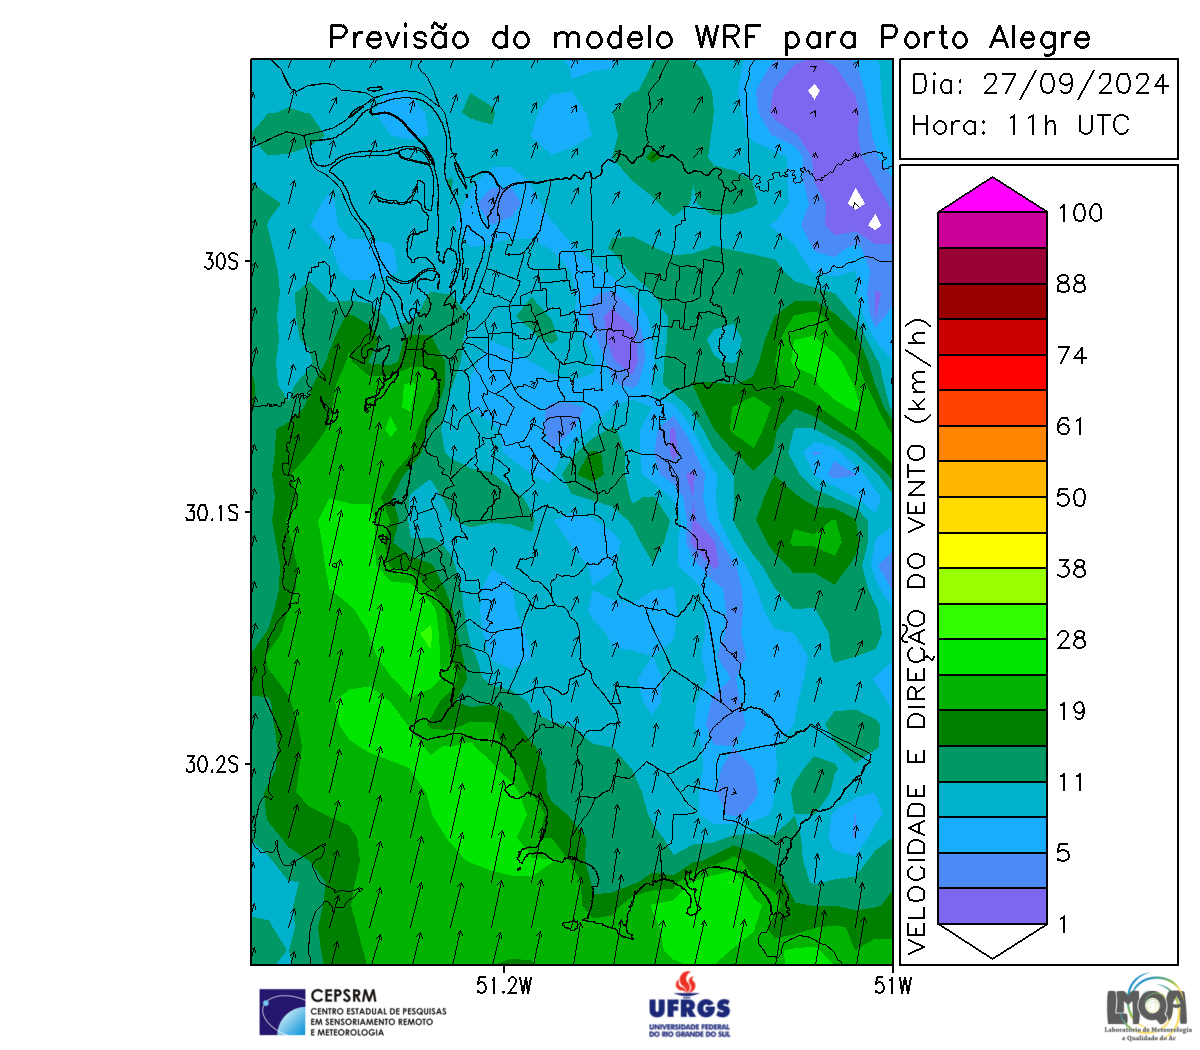 Previsão do modelo WRF para Porto Alegre
Dia: 27/09/2024
Hora: 11h UTC
30S
30.1S
30.2S
51.2W
51W
VELOCIDADE E DIREÇÃO DO VENTO (km/h)
100
88
74
61
50
38
28
19
11
5
1
CEPSRM
CENTRO ESTADUAL DE PESQUISAS
EM SENSORIAMENTO REMOTO
E METEOROLOGIA
UFRGS
UNIVERSIDADE FEDERAL
DO RIO GRANDE DO SUL
LMQA
Laboratório de Meteorologia
e Qualidade do Ar